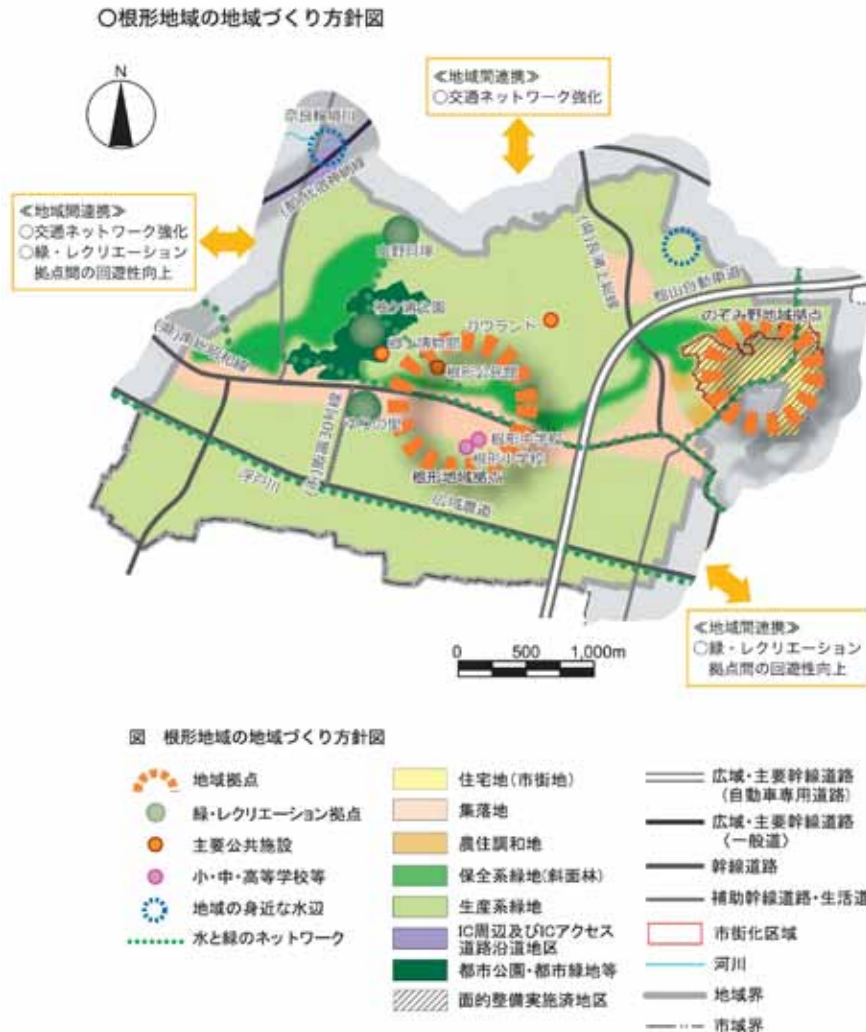 〇根形地域の地域づくり方針図
N
≪地域間連携≫
〇交通ネットワーク強化
≪地域間連携≫
〇交通ネットワーク強化
〇緑・レクリエーション
拠点間の回遊性向上
館山自動車道
のぞみ野地域拠点
ガウランド
根形公民館
根形中学校
根形小学校
根形地域拠点
浮戸川
広域農道
≪地域間連携≫
〇緑・レクリエーション
拠点間の回遊性向上
0 500 1,000m
図 根形地域の地域づくり方針図
地域拠点
緑・レクリエーション拠点
主要公共施設
小・中・高等学校等
地域の身近な水辺
水と緑のネットワーク
住宅地(市街地)
集落地
農住調和地
保全系緑地(斜面林)
生産系緑地
IC周辺及びICアクセス
道路沿道地区
都市公園・都市緑地等
面的整備実施済地区
広域・主要幹線道路
(自動車専用道路)
広域・主要幹線道路
〈一般道〉
幹線道路
補助幹線道路・生活道
市街化区域
河川
地域界
市域界